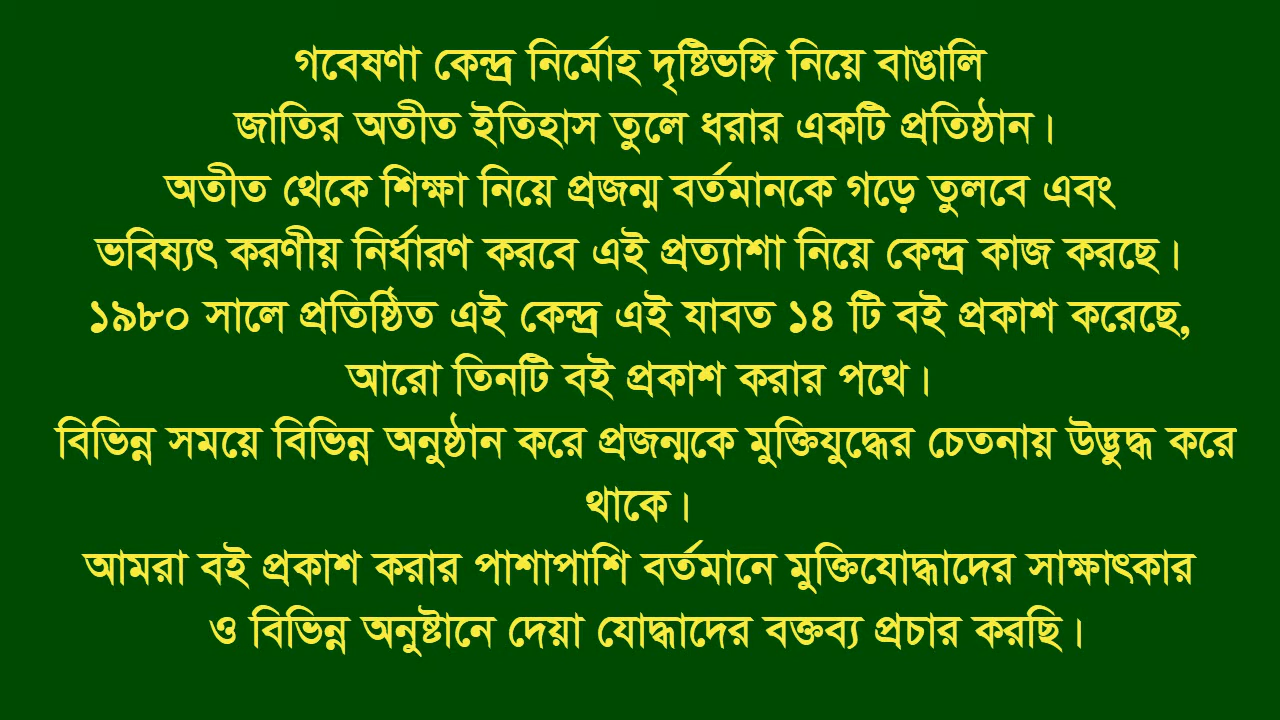 গবেষণা কেন্দ্র নির্মোহ দৃষ্টিভঙ্গি নিয়ে বাঙালি
জাতির অতীত ইতিহাস তুলে ধরার একটি প্রতিষ্ঠান।
অতীত থেকে শিক্ষা নিয়ে প্রজন্ম বর্তমানকে গড়ে তুলবে এবং
ভবিষ্যৎ করণীয় নির্ধারণ করবে এই প্রত্যাশা নিয়ে কেন্দ্র কাজ করছে।
১৯৮০ সালে প্রতিষ্ঠিত এই কেন্দ্র এই যাবত ১৪ টি বই প্রকাশ করেছে,
আরো তিনটি বই প্রকাশ করার পথে।
বিভিন্ন সময়ে বিভিন্ন অনুষ্ঠান করে প্রজন্মকে মুক্তিযুদ্ধের চেতনায় উদ্ভুদ্ধ করে
থাকে।
আমরা বই প্রকাশ করার পাশাপাশি বর্তমানে মুক্তিযোদ্ধাদের সাক্ষাৎকার
ও বিভিন্ন অনুষ্টানে দেয়া যোদ্ধাদের বক্তব্য প্রচার করছি।